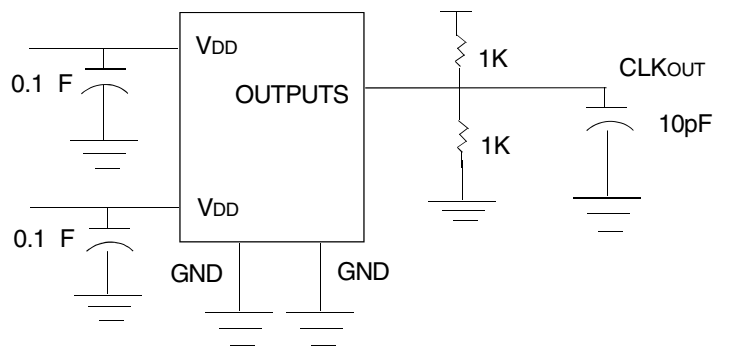 VDD
0.1 F
OUTPUTS
1K
CLKOUT
10pF
1K
VDD
0.1 F
GND
GND